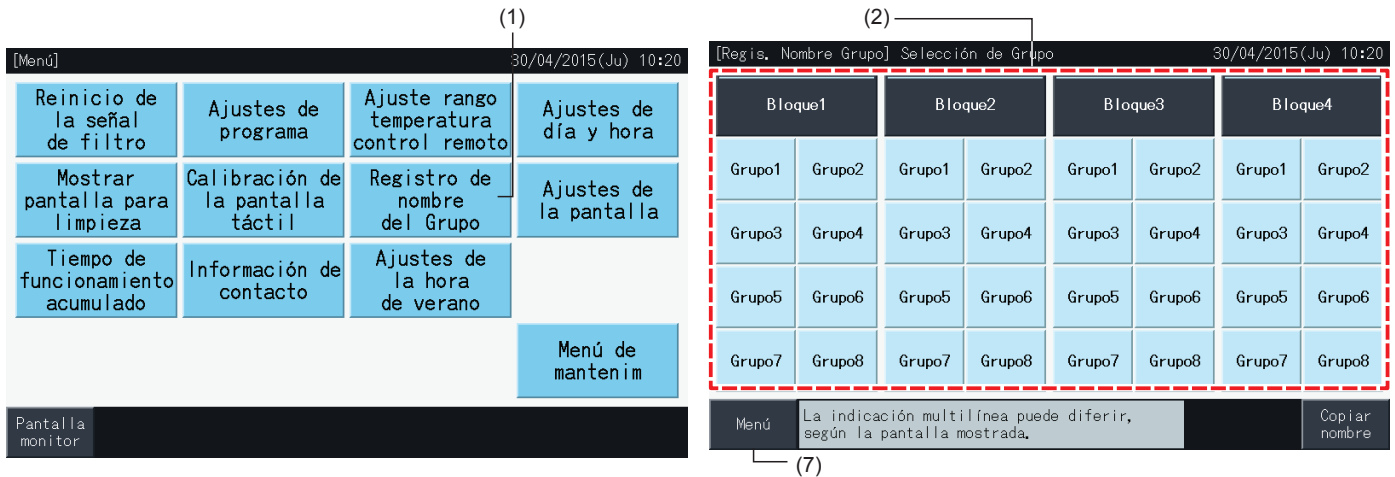 (1)
[Menú] 30/04/2015(Ju) 10:20
Reinicio de
la señal
de filtro
Ajustes de
programa
Ajuste rango
temperatura
control remoto
Ajustes de
día y hora
Mostrar
pantalla para
limpieza
Calibración de
la pantalla
táctil
Registro de
nombre
del Grupo
Ajustes de
la pantalla
Tiempo de
funcionamiento
acumulado
Información de
contacto
Ajustes de
la hora
de verano
Menú de
mantenim
Pantalla
monitor
(2)
[Regis. Nombre Grupo] Selección de Grupo 30/04/2015(Ju) 10:20
Bloque1 Bloque2 Bloque3 Bloque4
Grupo1 Grupo2 Grupo1 Grupo2 Grupo1 Grupo2 Grupo1 Grupo2
Grupo3 Grupo4 Grupo3 Grupo4 Grupo3 Grupo4 Grupo3 Grupo4
Grupo5 Grupo6 Grupo5 Grupo6 Grupo5 Grupo6 Grupo5 Grupo6
Grupo7 Grupo8 Grupo7 Grupo8 Grupo7 Grupo8 Grupo7 Grupo8
Menú
La indicación multilínea puede diferir,
según la pantalla mostrada.
Copiar
nombre
(7)